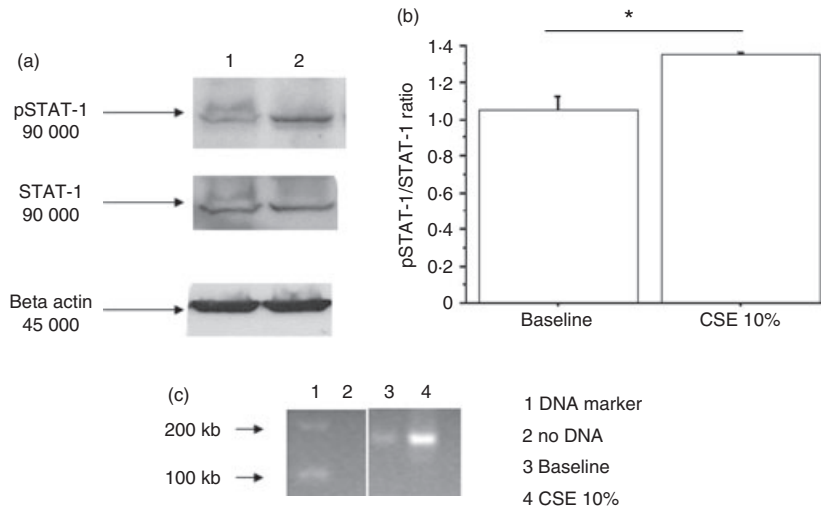 (a)
1 2
pSTAT-1
90 000
STAT-1
90 000
Beta actin
45 000
(b)
*
pSTAT-1/STAT-1 ratio
1·4
1·2
1·0
0·8
0·6
0·4
0·2
0
Baseline CSE 10%
(c)
1 2 3 4
200 kb
100 kb
1 DNA marker
2 no DNA
3 Baseline
4 CSE 10%